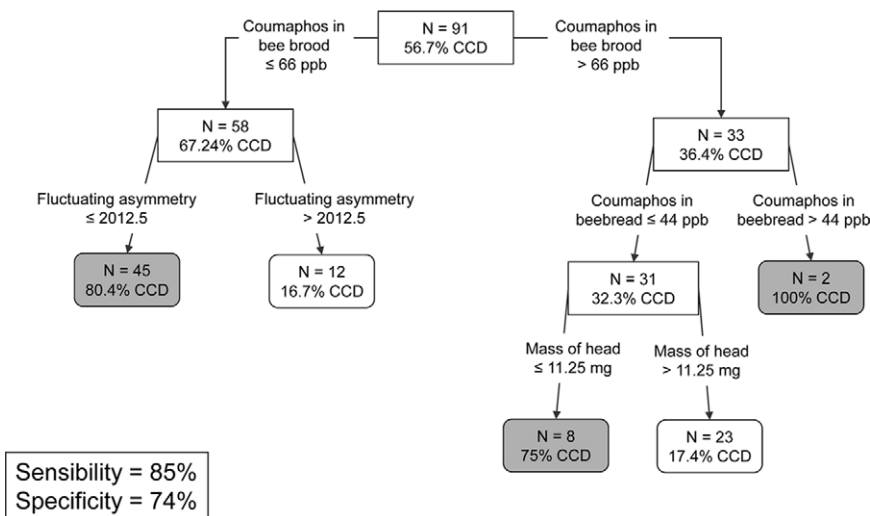 N = 91
56.7% CCD
Coumaphos in
bee brood
≤ 66 ppb
Coumaphos in
bee brood
> 66 ppb
N = 58
67.24% CCD
N = 33
36.4% CCD
Fluctuating asymmetry
≤ 2012.5
Fluctuating asymmetry
> 2012.5
Coumaphos in
beebread ≤ 44 ppb
Coumaphos in
beebread > 44 ppb
N = 45
80.4% CCD
N = 12
16.7% CCD
N = 31
32.3% CCD
N = 2
100% CCD
Mass of head
≤ 11.25 mg
Mass of head
> 11.25 mg
N = 8
75% CCD
N = 23
17.4% CCD
Sensibility = 85%
Specificity = 74%